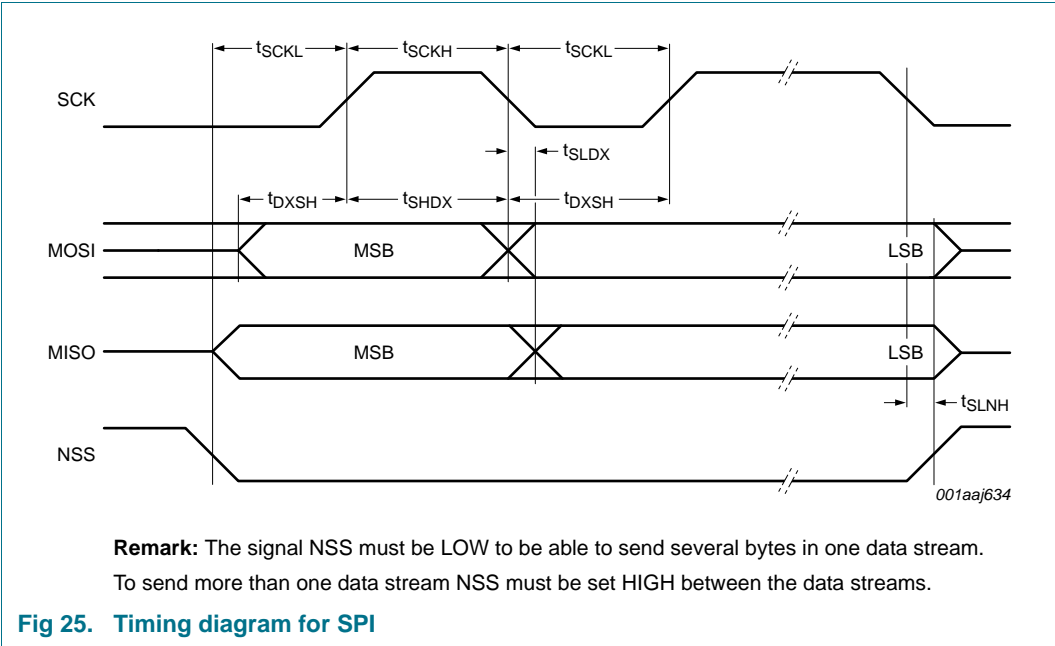 tSCKL tSCKH tSCKL
SCK
tSLDX
tDXSH tSHDX tDXSH
MOSI MSB LSB
MISO MSB LSB
tSLNH
NSS
001aaj634
Remark: The signal NSS must be LOW to be able to send several bytes in one data stream.
To send more than one data stream NSS must be set HIGH between the data streams.
Fig 25. Timing diagram for SPI